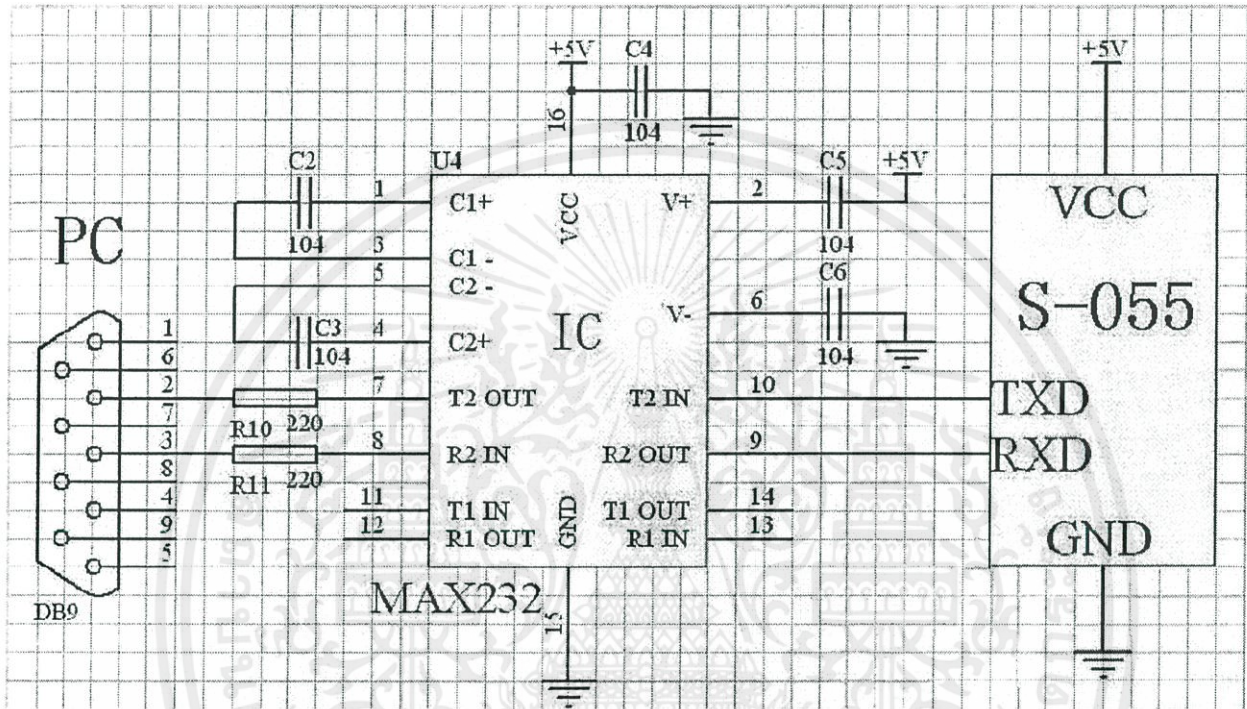 PC
1
6
2
7
3
8
4
9
5
DB9
C2
104
C3
104
R10 220
R11 220
1
3
5
4
7
8
11
12
U4
C1+
C1 -
C2 -
C2+
T2 OUT
R2 IN
T1 IN
R1 OUT
VCC
IC
GND
V+
V-
T2 IN
R2 OUT
T1 OUT
R1 IN
MAX232
16
15
+5V
C4
104
2
6
10
9
14
13
C5
+5V
104
C6
104
+5V
VCC
S-055
TXD
RXD
GND